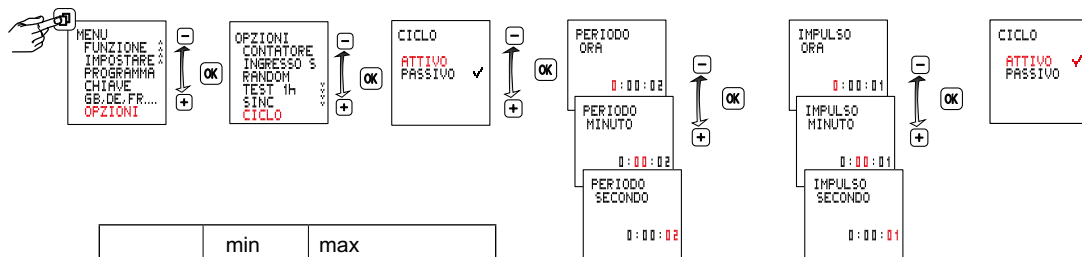 MENU
FUNZIONE
IMPOSTARE
PROGRAMMA
CHIAVE
GB,DE,FR....
OPZIONI
OK
OPZIONI
CONTATORE
INGRESSO S
RANDOM
TEST 1h
SINC
CICLO
OK
CICLO
ATTIVO
PASSIVO ✓
OK
PERIODO
ORA
0:00:02
PERIODO
MINUTO
0:00:02
PERIODO
SECONDO
0:00:02
OK
IMPULSO
ORA
0:00:01
IMPULSO
MINUTO
0:00:01
IMPULSO
SECONDO
0:00:01
OK
CICLO
ATTIVO ✓
PASSIVO
min max